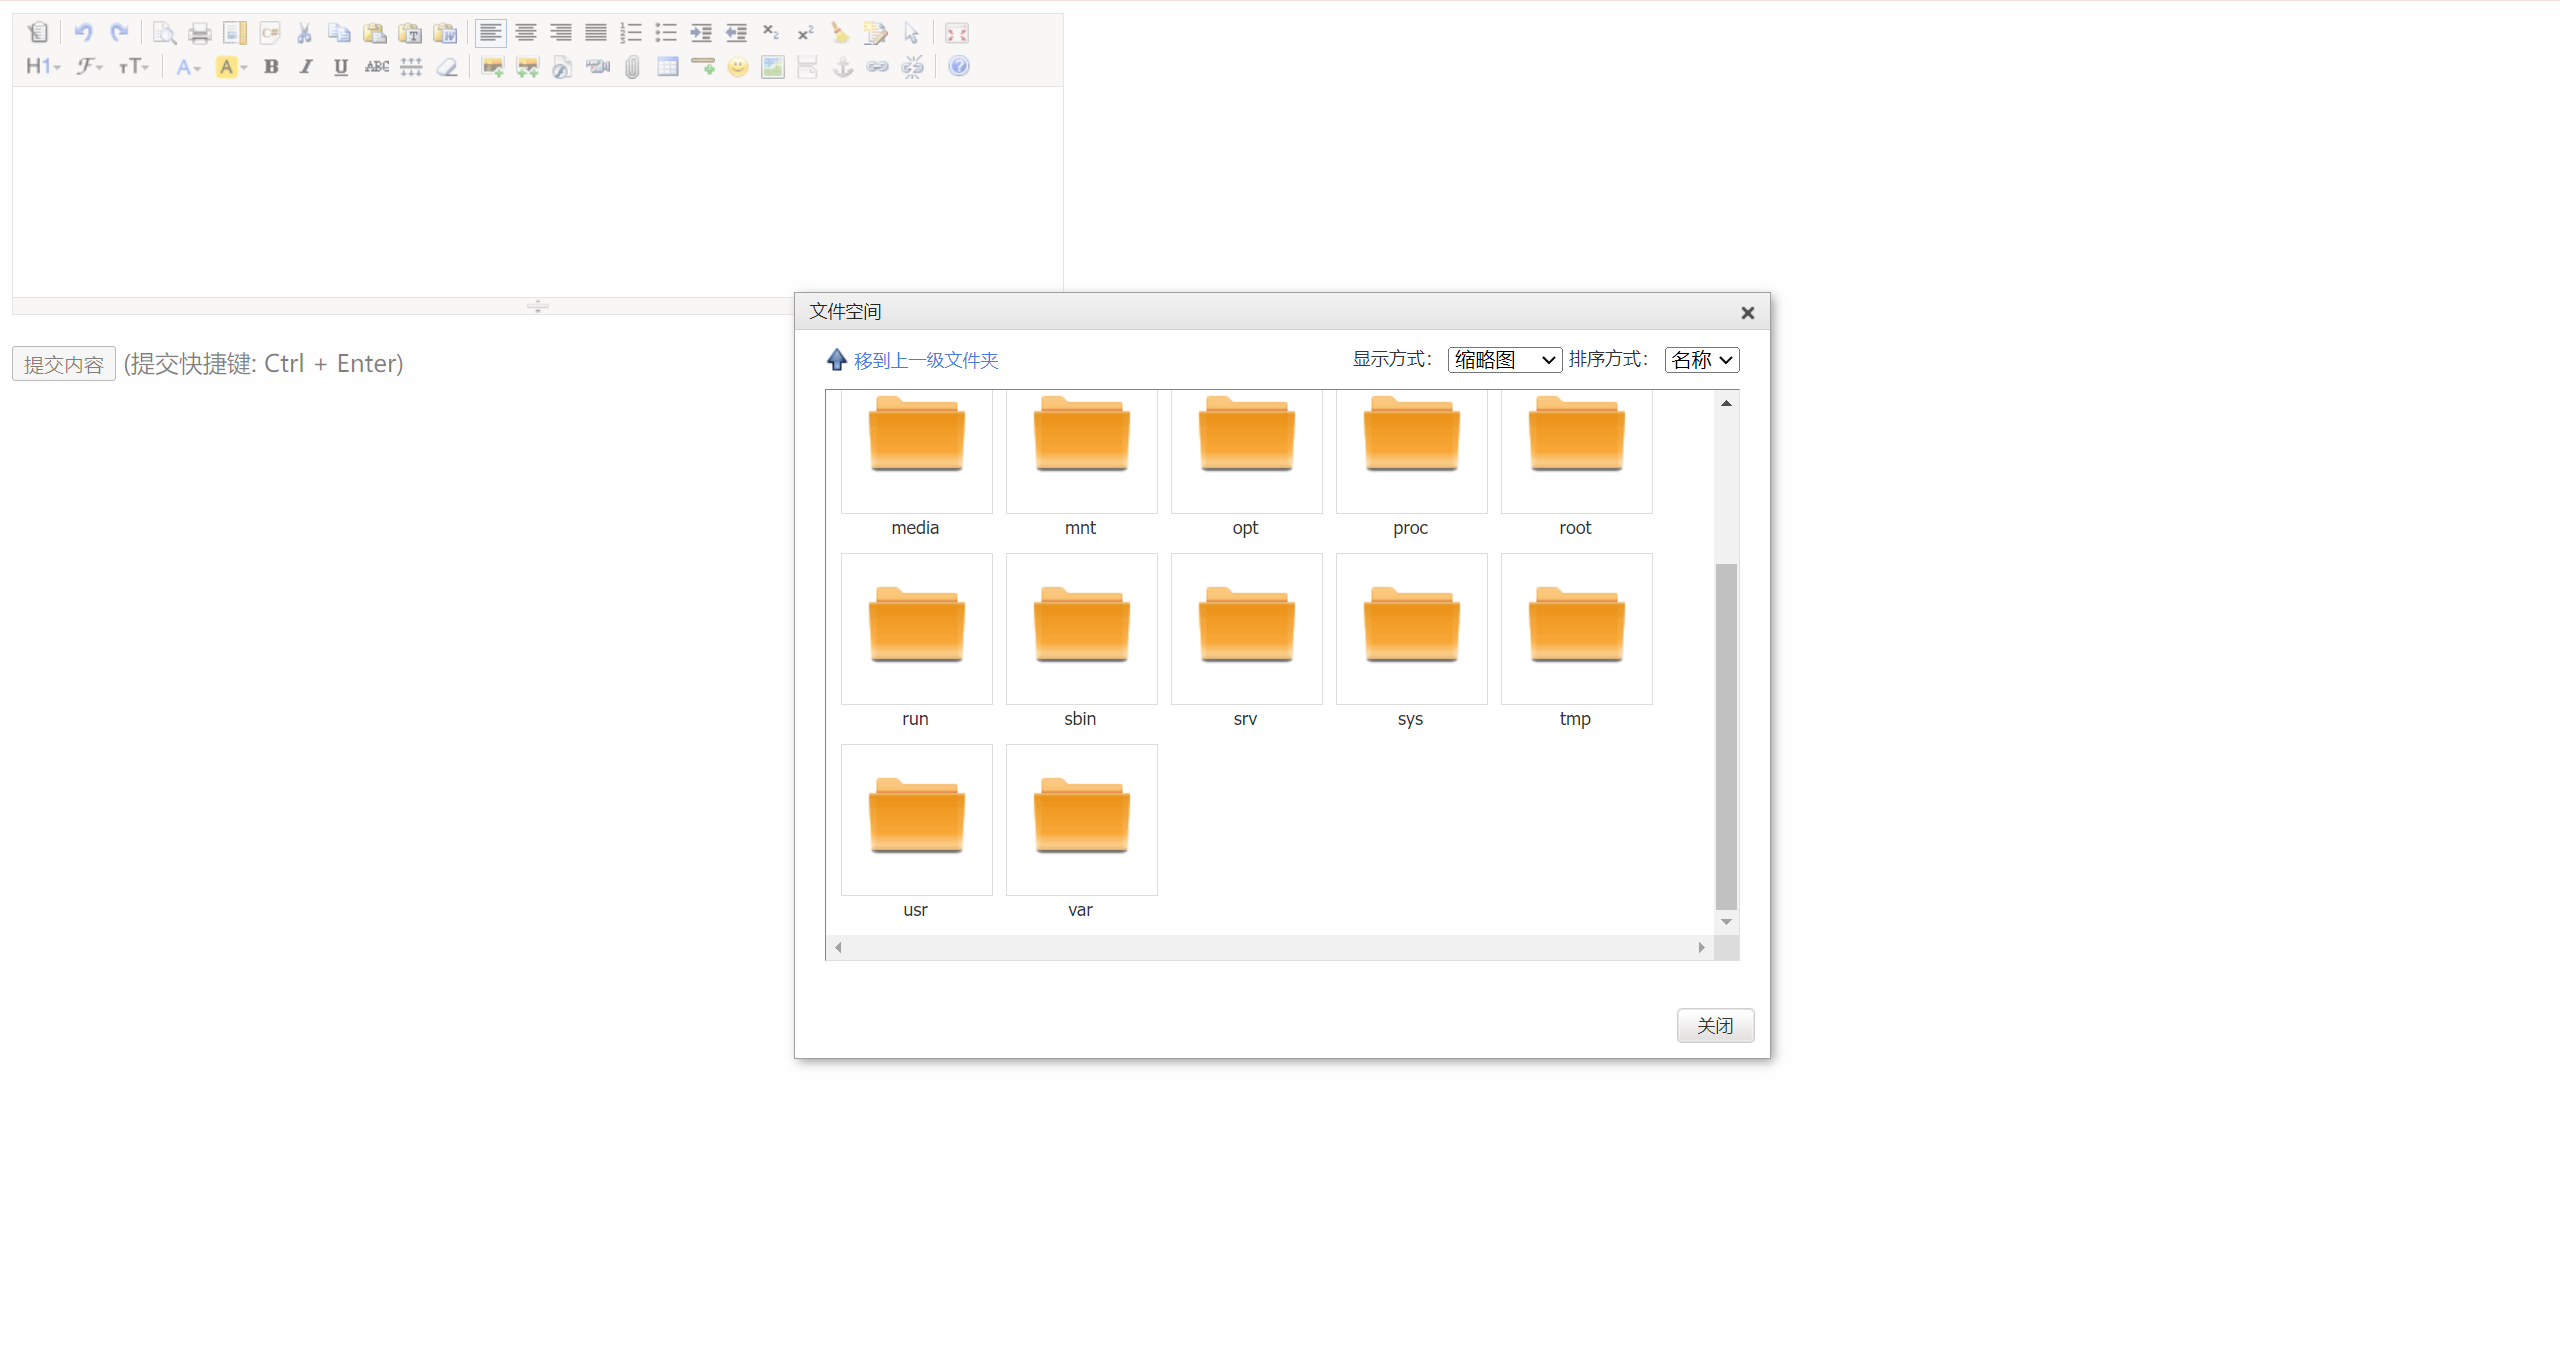 H1
T
A
A
B I U ABC
文件空间
移到上一级文件夹
显示方式: 缩略图 排序方式: 名称
提交内容 (提交快捷键: Ctrl + Enter)
media mnt opt proc root
run sbin srv sys tmp
usr var
关闭